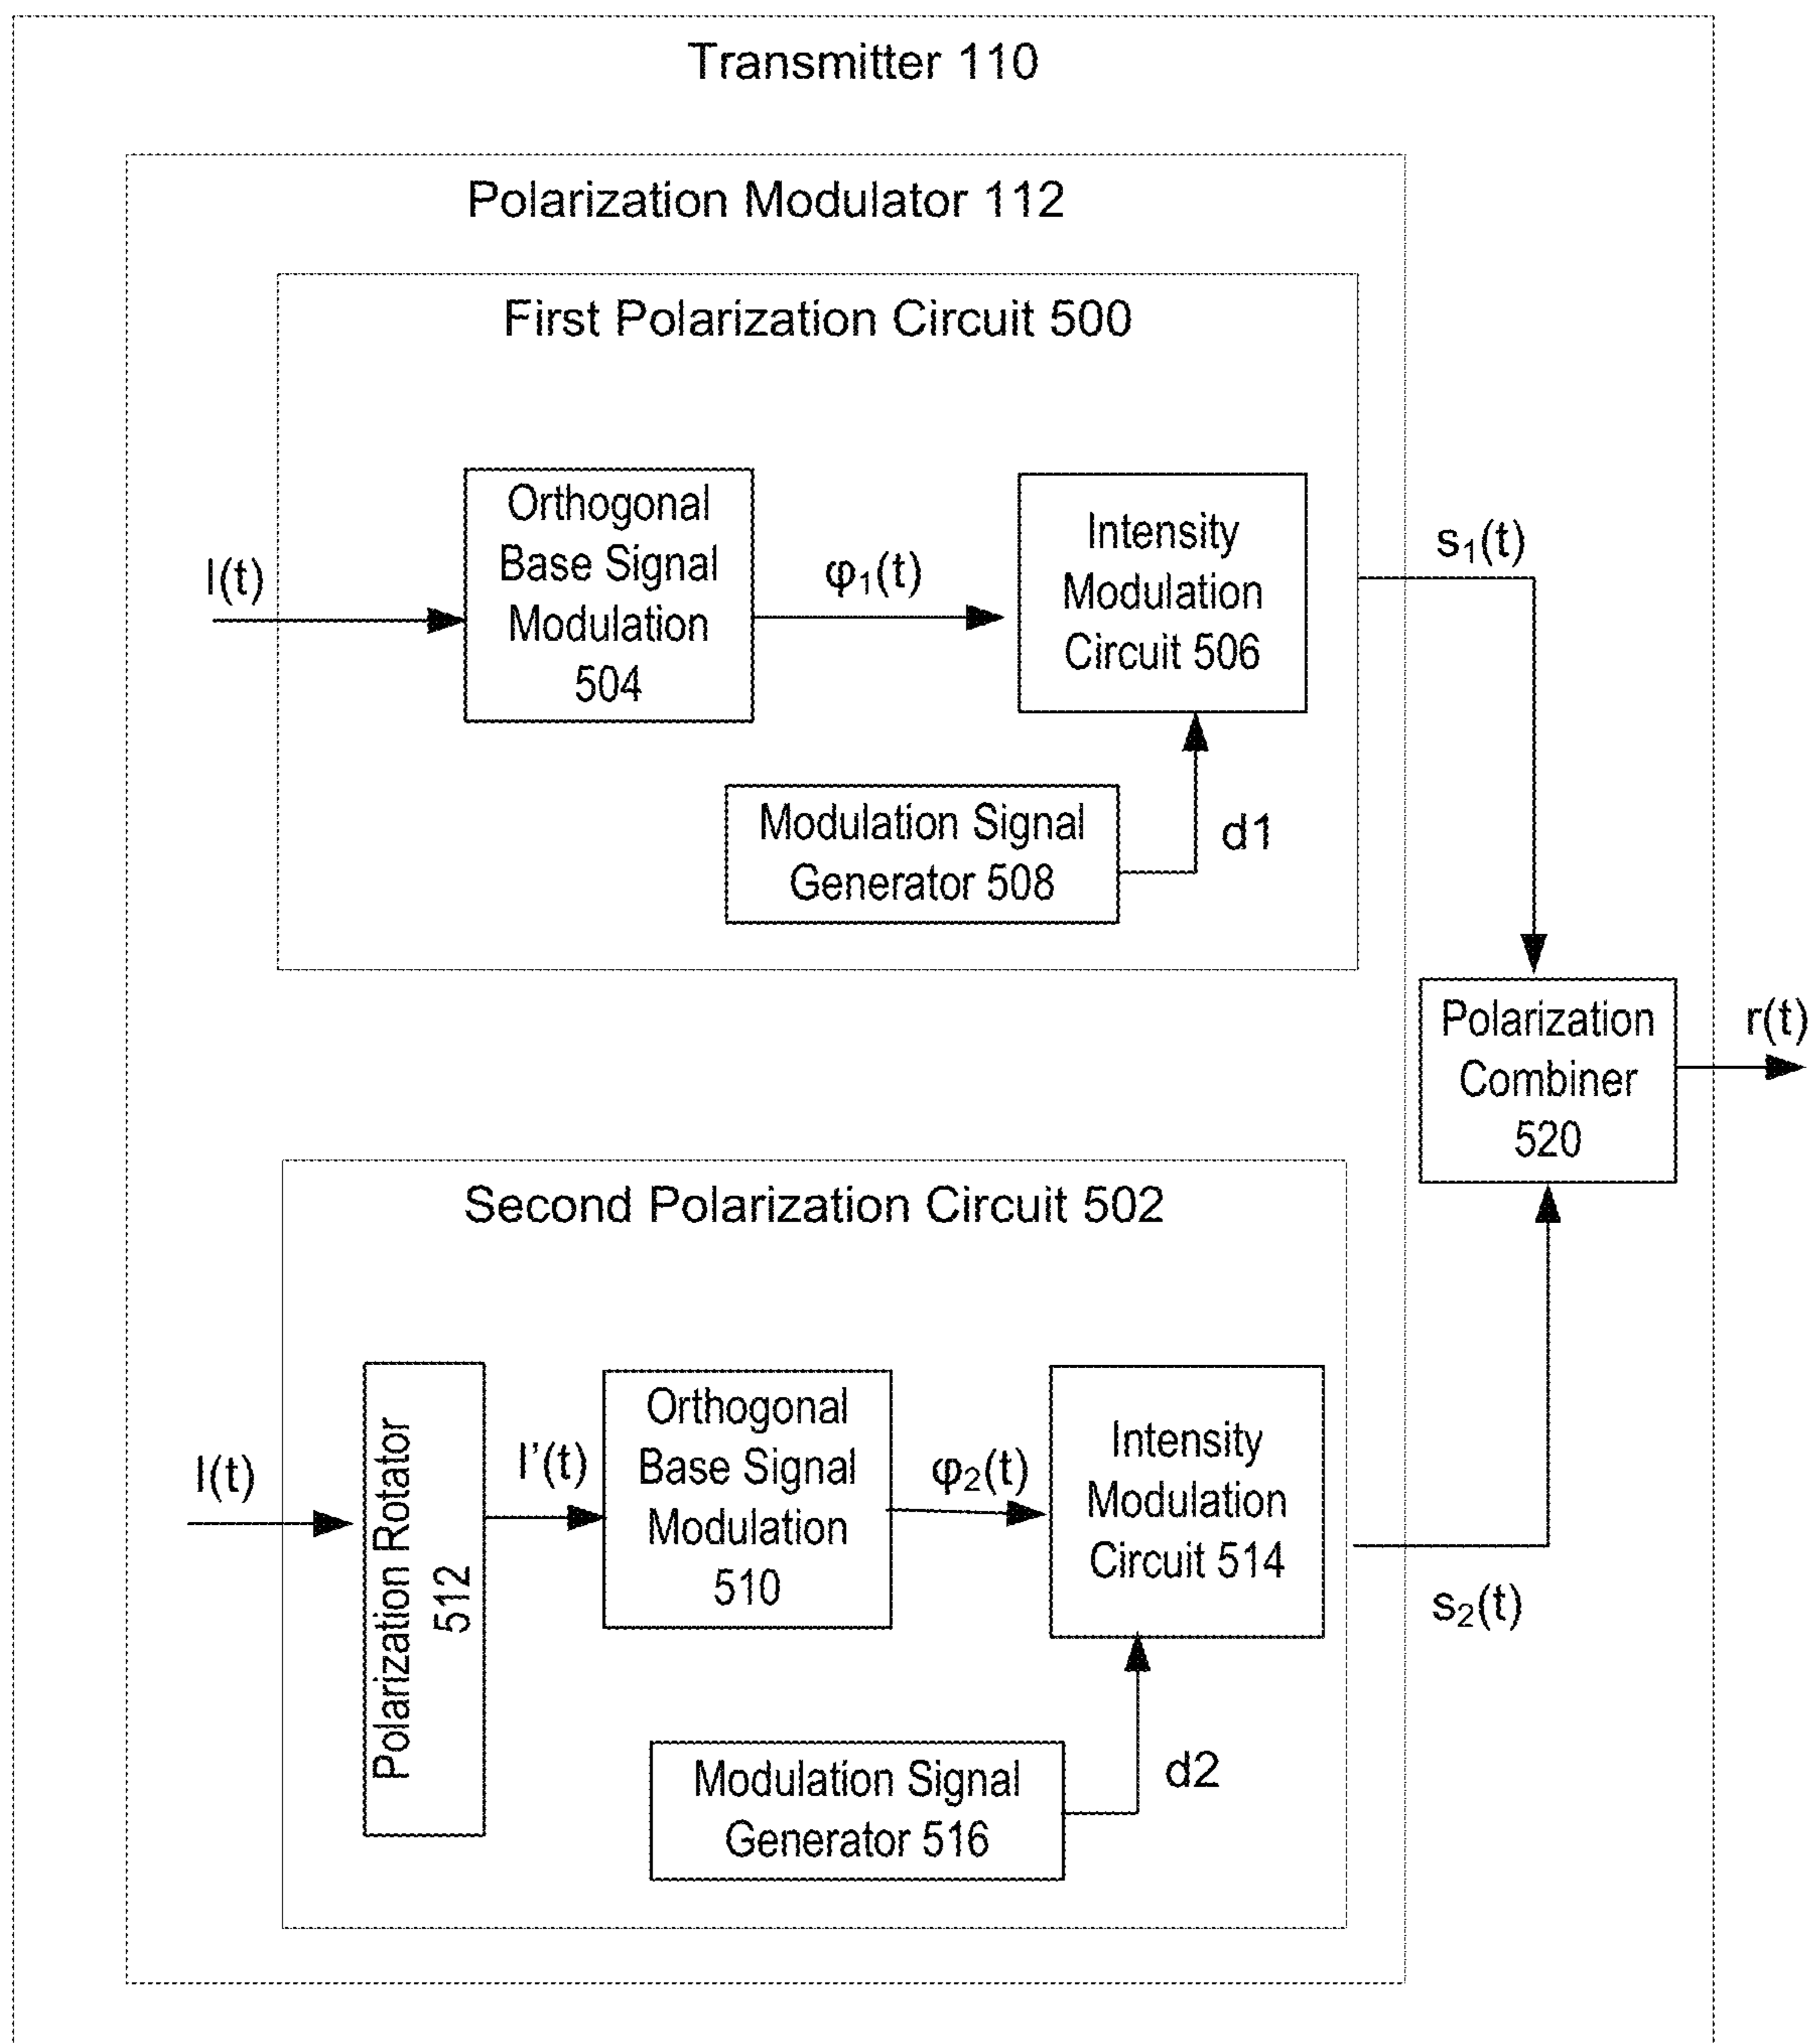 Transmitter 110
Polarization Modulator 112
First Polarization Circuit 500
Orthogonal
Base Signal
Modulation
504
Intensity
Modulation
Circuit 506
I(t)
φ₁(t)
s₁(t)
Modulation Signal
Generator 508
d1
Polarization
Combiner
520
r(t)
Second Polarization Circuit 502
I(t)
Polarization Rotator
512
I’(t)
Orthogonal
Base Signal
Modulation
510
φ₂(t)
Intensity
Modulation
Circuit 514
s₂(t)
Modulation Signal
Generator 516
d2